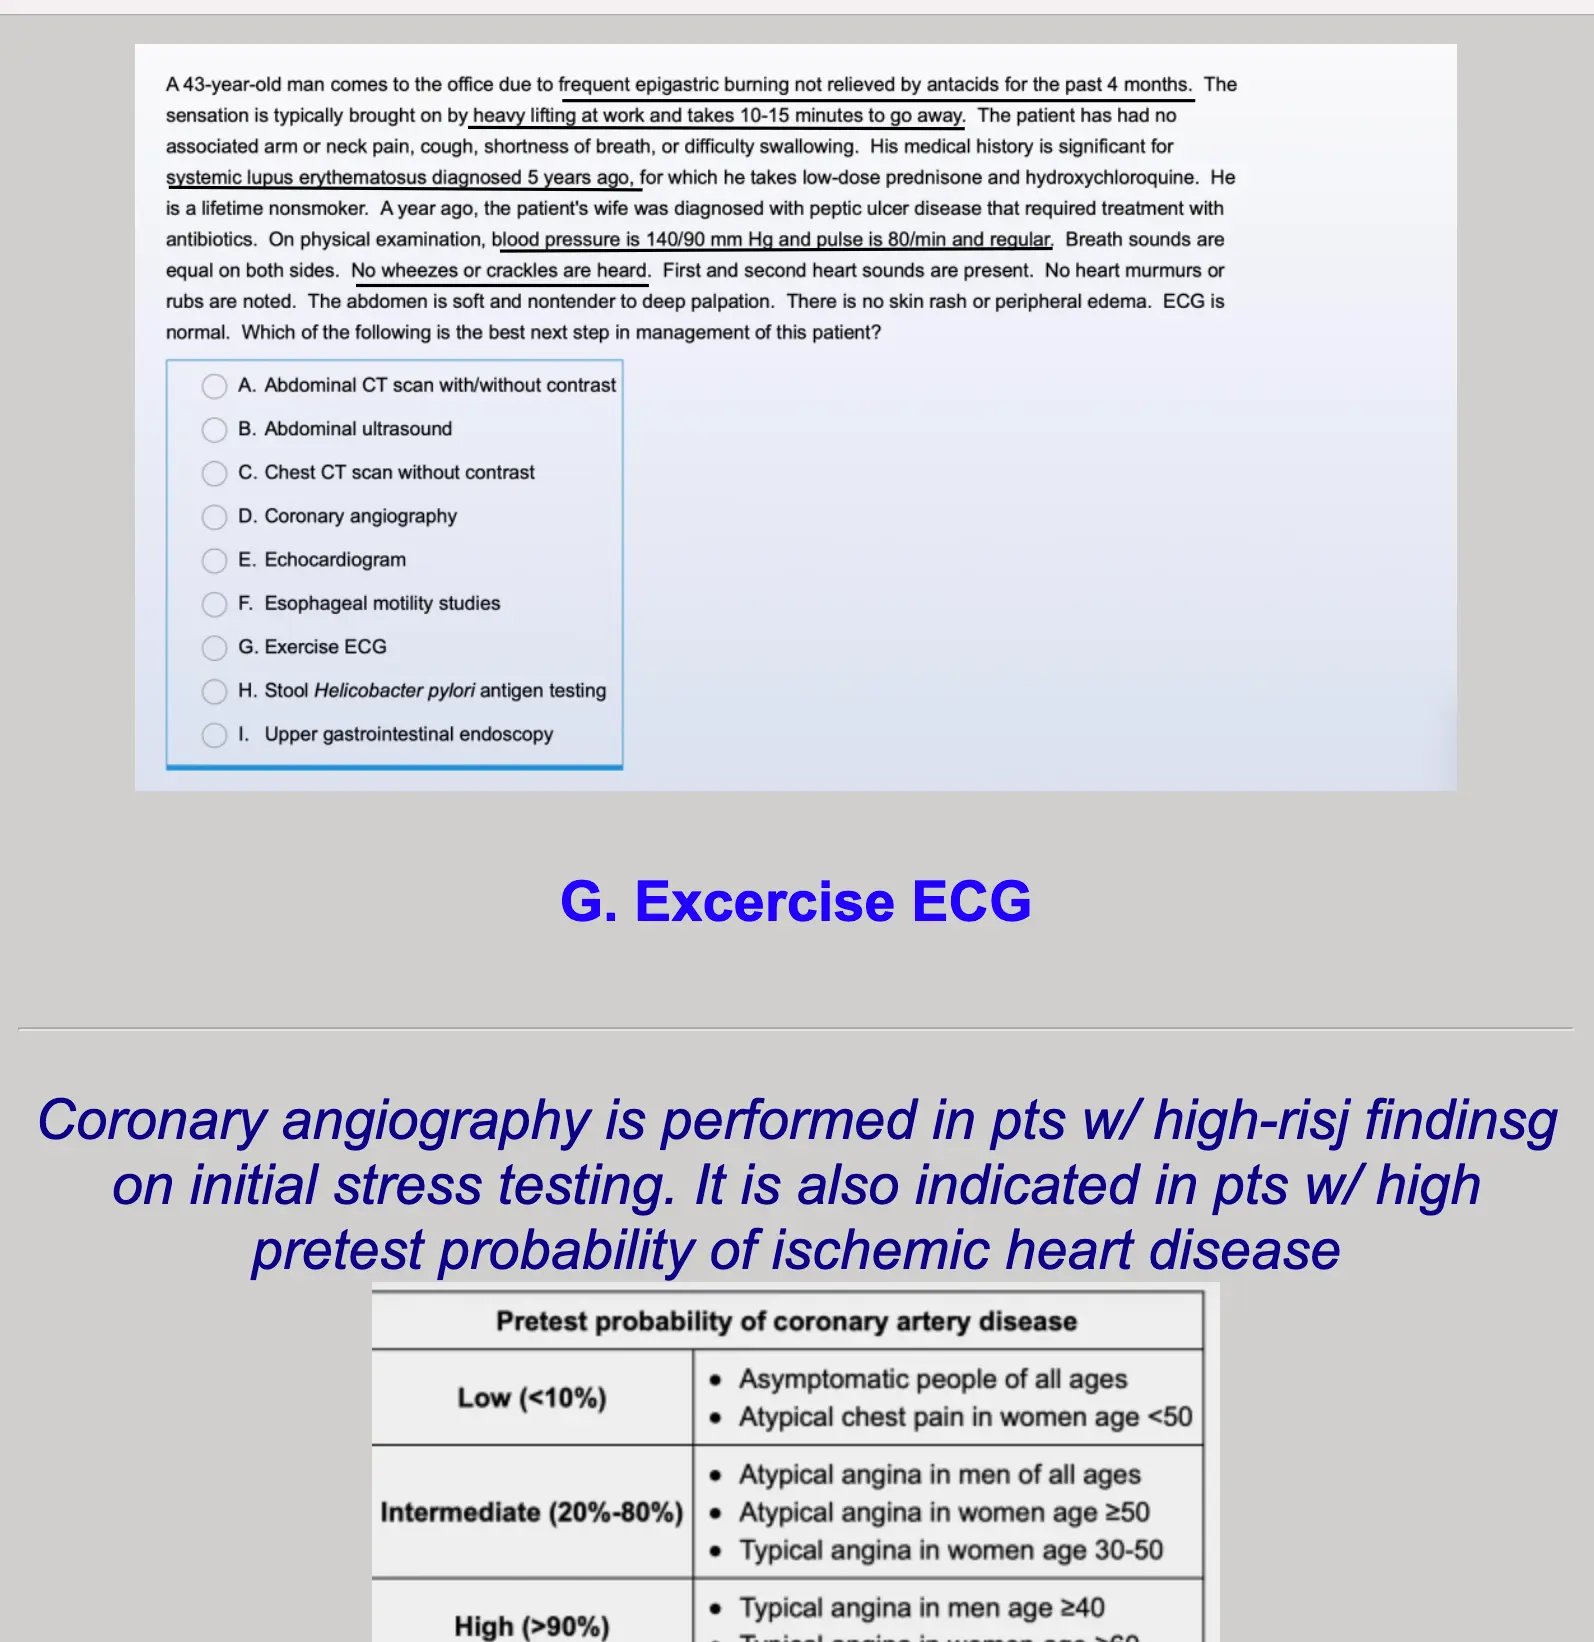 A 43-year-old man comes to the office due to frequent epigastric burning not relieved by antacids for the past 4 months. The
sensation is typically brought on by heavy lifting at work and takes 10-15 minutes to go away. The patient has had no
associated arm or neck pain, cough, shortness of breath, or difficulty swallowing. His medical history is significant for
systemic lupus erythematosus diagnosed 5 years ago, for which he takes low-dose prednisone and hydroxychloroquine. He
is a lifetime nonsmoker. A year ago, the patient's wife was diagnosed with peptic ulcer disease that required treatment with
antibiotics. On physical examination, blood pressure is 140/90 mm Hg and pulse is 80/min and regular. Breath sounds are
equal on both sides. No wheezes or crackles are heard. First and second heart sounds are present. No heart murmurs or
rubs are noted. The abdomen is soft and nontender to deep palpation. There is no skin rash or peripheral edema. ECG is
normal. Which of the following is the best next step in management of this patient?
A. Abdominal CT scan with/without contrast
B. Abdominal ultrasound
C. Chest CT scan without contrast
D. Coronary angiography
E. Echocardiogram
F. Esophageal motility studies
G. Exercise ECG
H. Stool Helicobacter pylori antigen testing
I. Upper gastrointestinal endoscopy
G. Excercise ECG
Coronary angiography is performed in pts w/ high-risj findinsg
on initial stress testing. It is also indicated in pts w/ high
pretest probability of ischemic heart disease
Pretest probability of coronary artery disease
Low (<10%)
• Asymptomatic people of all ages
• Atypical chest pain in women age <50
Intermediate (20%-80%)
• Atypical angina in men of all ages
• Atypical angina in women age ≥50
• Typical angina in women age 30-50
High (>90%)
• Typical angina in men age ≥40